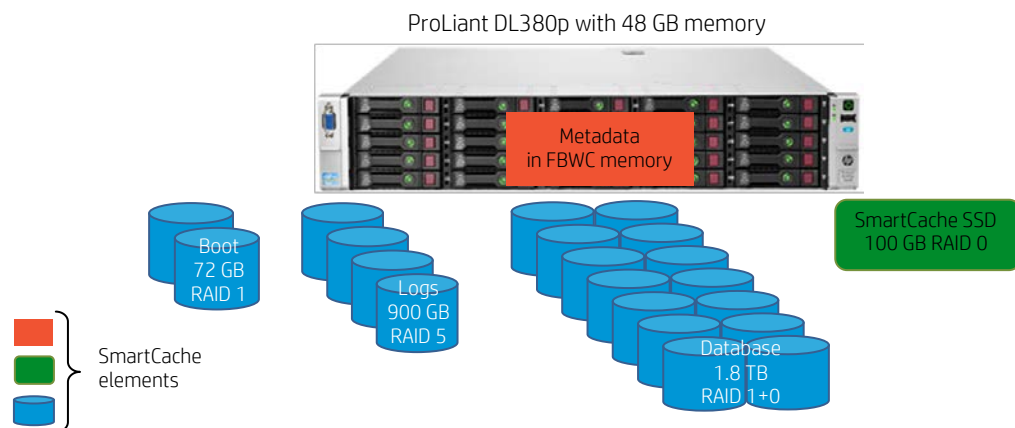 ProLiant DL380p with 48 GB memory
Metadata
in FBWC memory
SmartCache SSD
100 GB RAID 0
Boot
72 GB
RAID 1
Logs
900 GB
RAID 5
Database
1.8 TB
RAID 1+0
SmartCache
elements